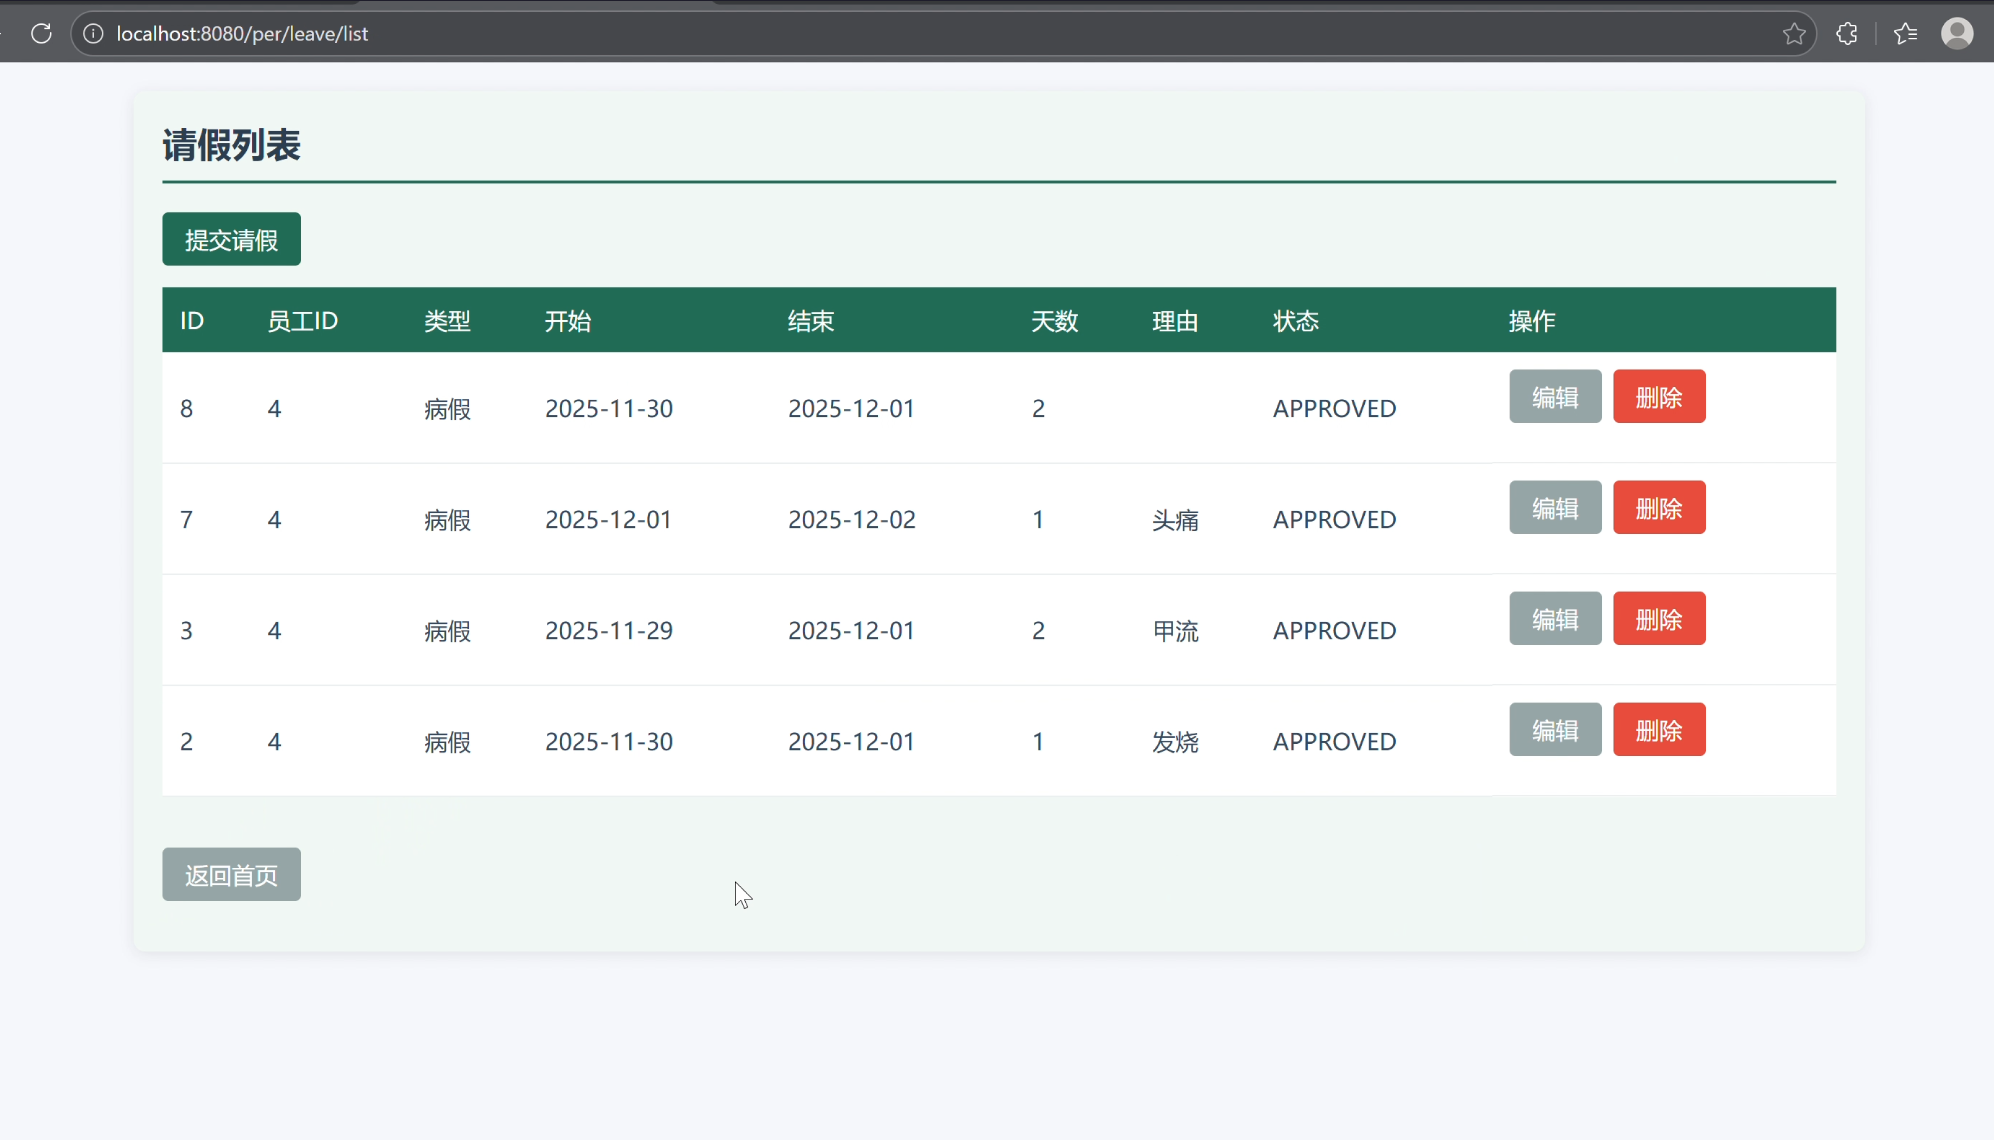 localhost:8080/per/leave/list
请假列表
提交请假
ID 员工ID 类型 开始 结束 天数 理由 状态 操作
8 4 病假 2025-11-30 2025-12-01 2 APPROVED 编辑 删除
7 4 病假 2025-12-01 2025-12-02 1 头痛 APPROVED 编辑 删除
3 4 病假 2025-11-29 2025-12-01 2 甲流 APPROVED 编辑 删除
2 4 病假 2025-11-30 2025-12-01 1 发烧 APPROVED 编辑 删除
返回首页